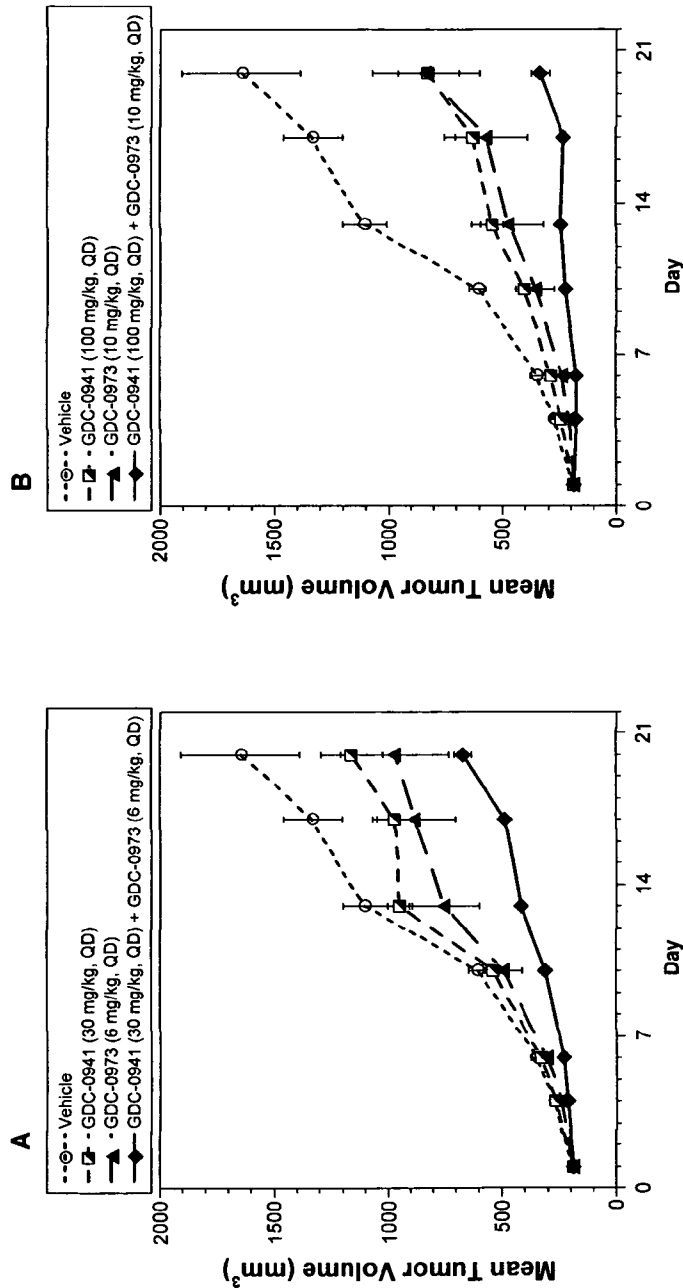 A
Vehicle
GDC-0941 (30 mg/kg, QD)
GDC-0973 (6 mg/kg, QD)
GDC-0941 (30 mg/kg, QD) + GDC-0973 (6 mg/kg, QD)
2000
1500
1000
500
0
Mean Tumor Volume (mm³)
0
7
14
21
Day
B
Vehicle
GDC-0941 (100 mg/kg, QD)
GDC-0973 (10 mg/kg, QD)
GDC-0941 (100 mg/kg, QD) + GDC-0973 (10 mg/kg, QD)
2000
1500
1000
500
0
Mean Tumor Volume (mm³)
0
7
14
21
Day